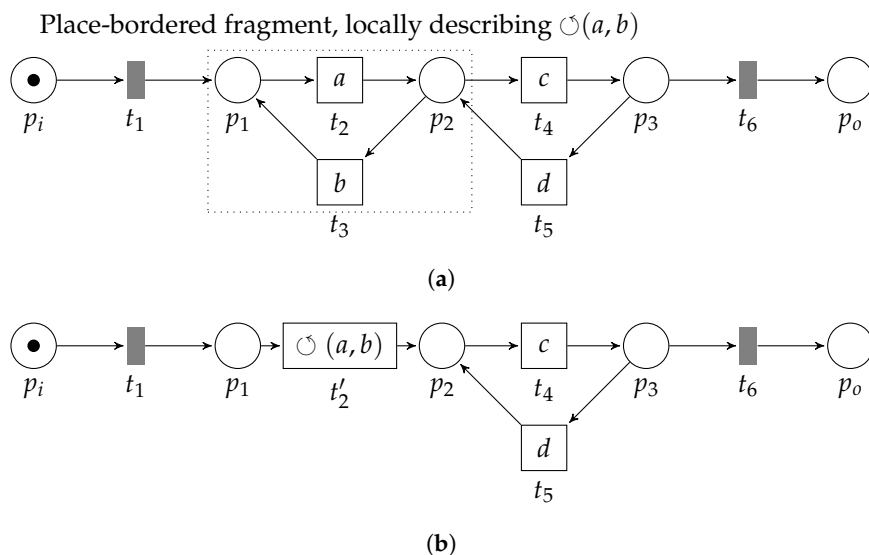 Place-bordered fragment, locally describing ↺(a, b)
a c
p_i t_1 p_1 t_2 p_2 t_4 p_3 t_6 p_o
b d
t_3 t_5
(a)
↺ (a, b) c
p_i t_1 p_1 t_2′ p_2 t_4 p_3 t_6 p_o
d
t_5
(b)